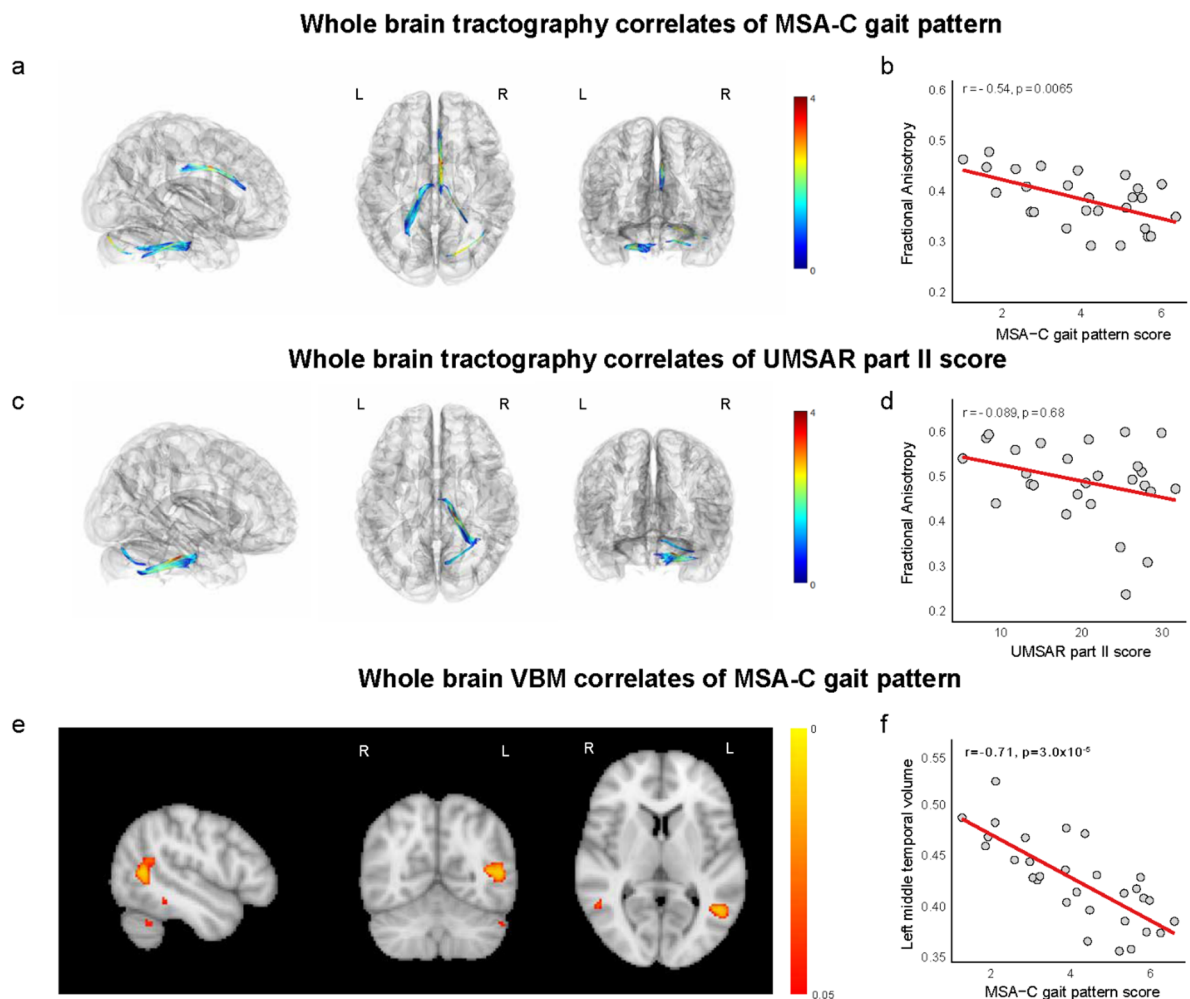 Whole brain tractography correlates of MSA-C gait pattern
a
L R L R
4
0
b
r=-0.54, p=0.0065
Fractional Anisotropy
0.6
0.5
0.4
0.3
0.2
2 4 6
MSA-C gait pattern score
Whole brain tractography correlates of UMSAR part II score
c
L R L R
4
0
d
r=-0.089, p=0.68
Fractional Anisotropy
0.6
0.5
0.4
0.3
0.2
10 20 30
UMSAR part II score
Whole brain VBM correlates of MSA-C gait pattern
e
R L R L
0
0.05
f
r=-0.71, p=3.0x10-5
Left middle temporal volume
0.55
0.50
0.45
0.40
0.35
2 4 6
MSA-C gait pattern score